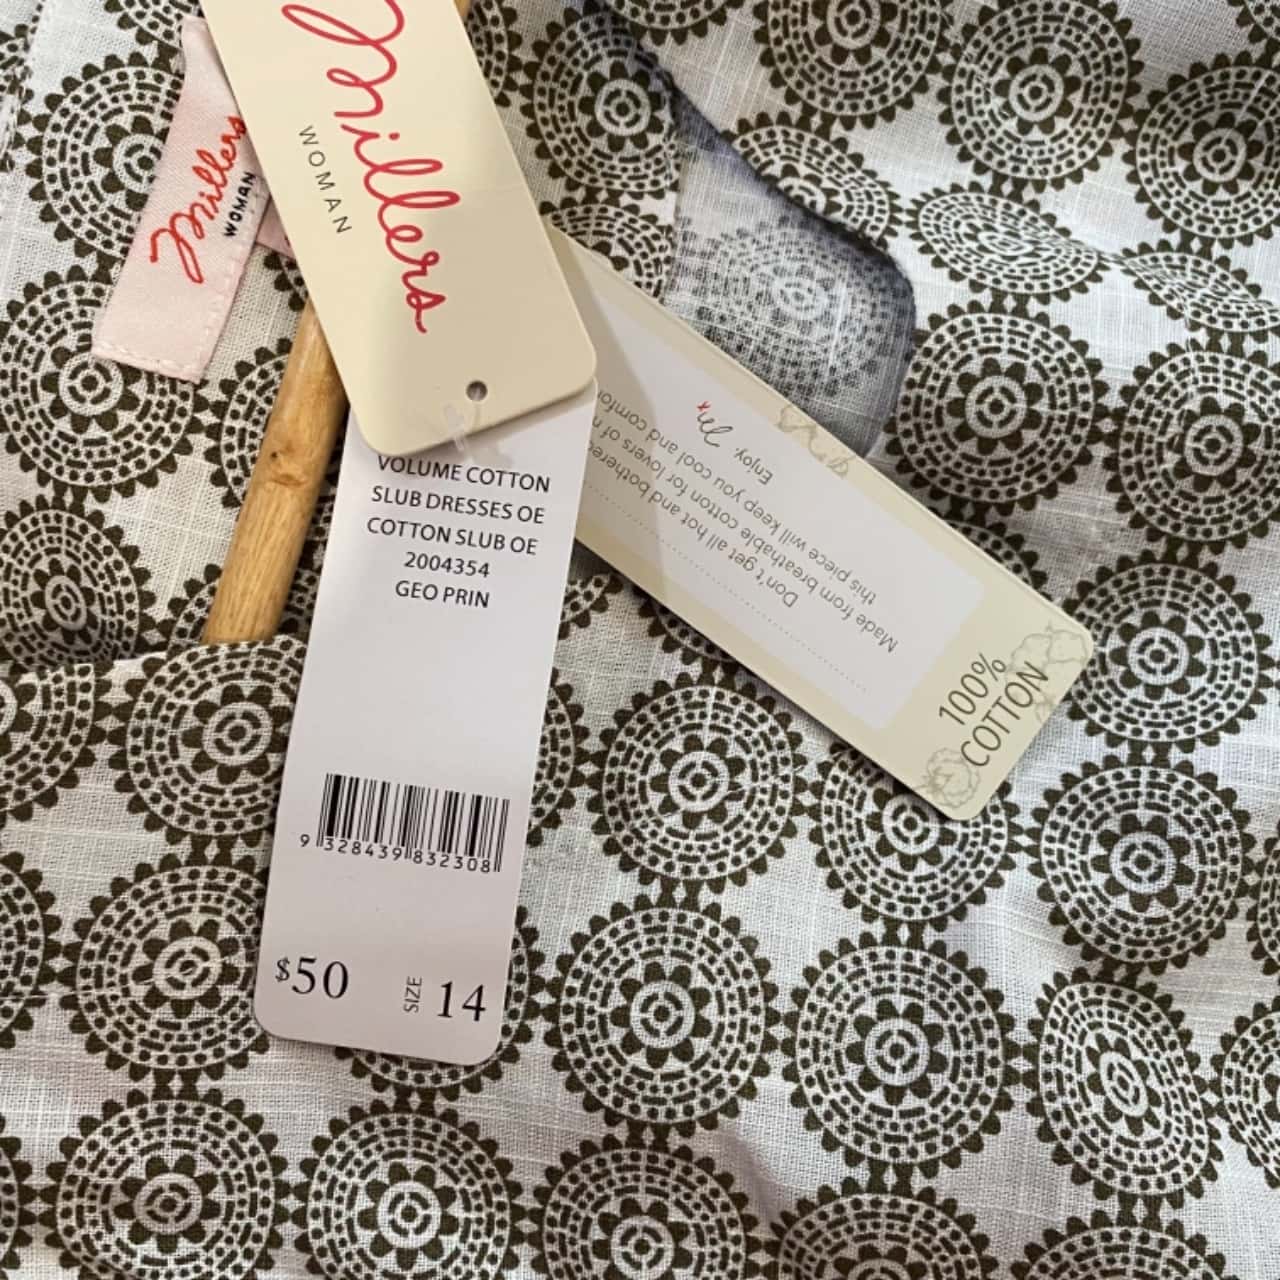 Millers
WOMAN
Millers
WOMAN
VOLUME COTTON
SLUB DRESSES OE
COTTON SLUB OE
2004354
GEO PRIN
9 328439 832308
$50
SIZE 14
Don't get all hot and bothered
Made from breathable cotton for lovers of
this piece will keep you cool and
Enjoy,
m*
100%
COTTON